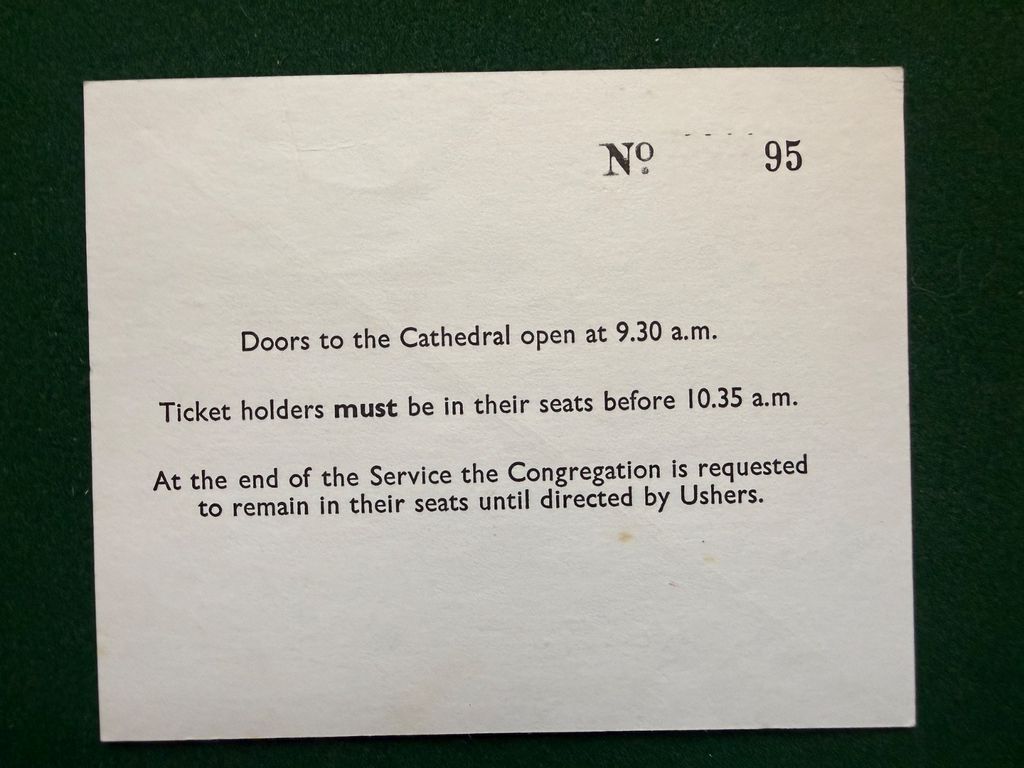 Nº 95
Doors to the Cathedral open at 9.30 a.m.
Ticket holders must be in their seats before 10.35 a.m.
At the end of the Service the Congregation is requested
to remain in their seats until directed by Ushers.